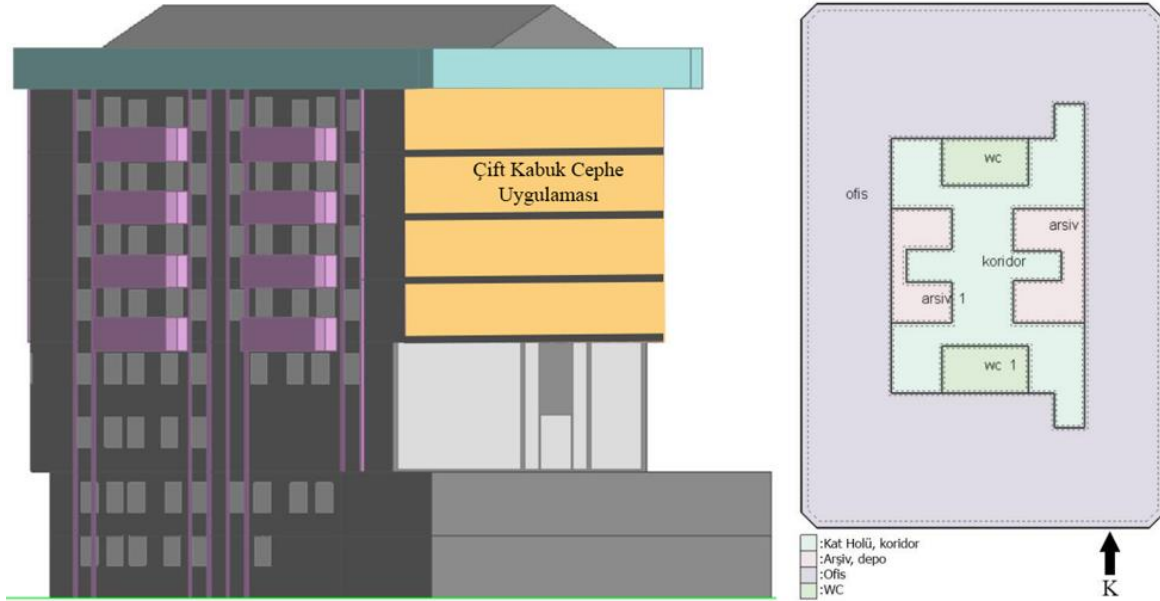 Çift Kabuk Cephe
Uygulaması
wc
ofis
arsiv
koridor
arsiv 1
wc 1
:Kat Holü, koridor
:Arşiv, depo
:Ofis
:WC
K